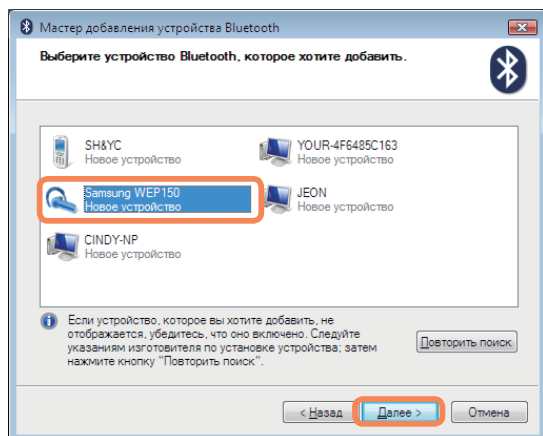 Мастер добавления устройства Bluetooth
Выберите устройство Bluetooth, которое хотите добавить.
SH&YC
Новое устройство
YOUR-4F6485C163
Новое устройство
Samsung WEP150
Новое устройство
JEON
Новое устройство
CINDY-NP
Новое устройство
Если устройство, которое вы хотите добавить, не
отображается, убедитесь, что оно включено. Следуйте
указаниям изготовителя по установке устройства; затем
нажмите кнопку "Повторить поиск".
Повторить поиск
< Назад
Далее >
Отмена